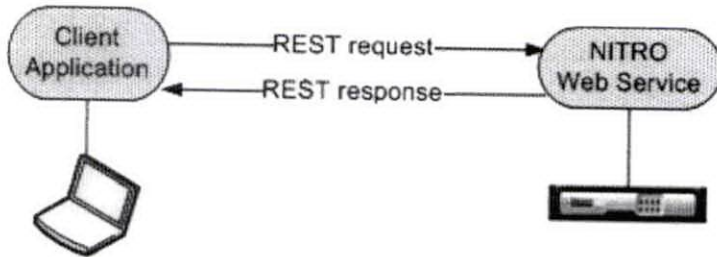 Client
Application
REST request
NITRO
Web Service
REST response